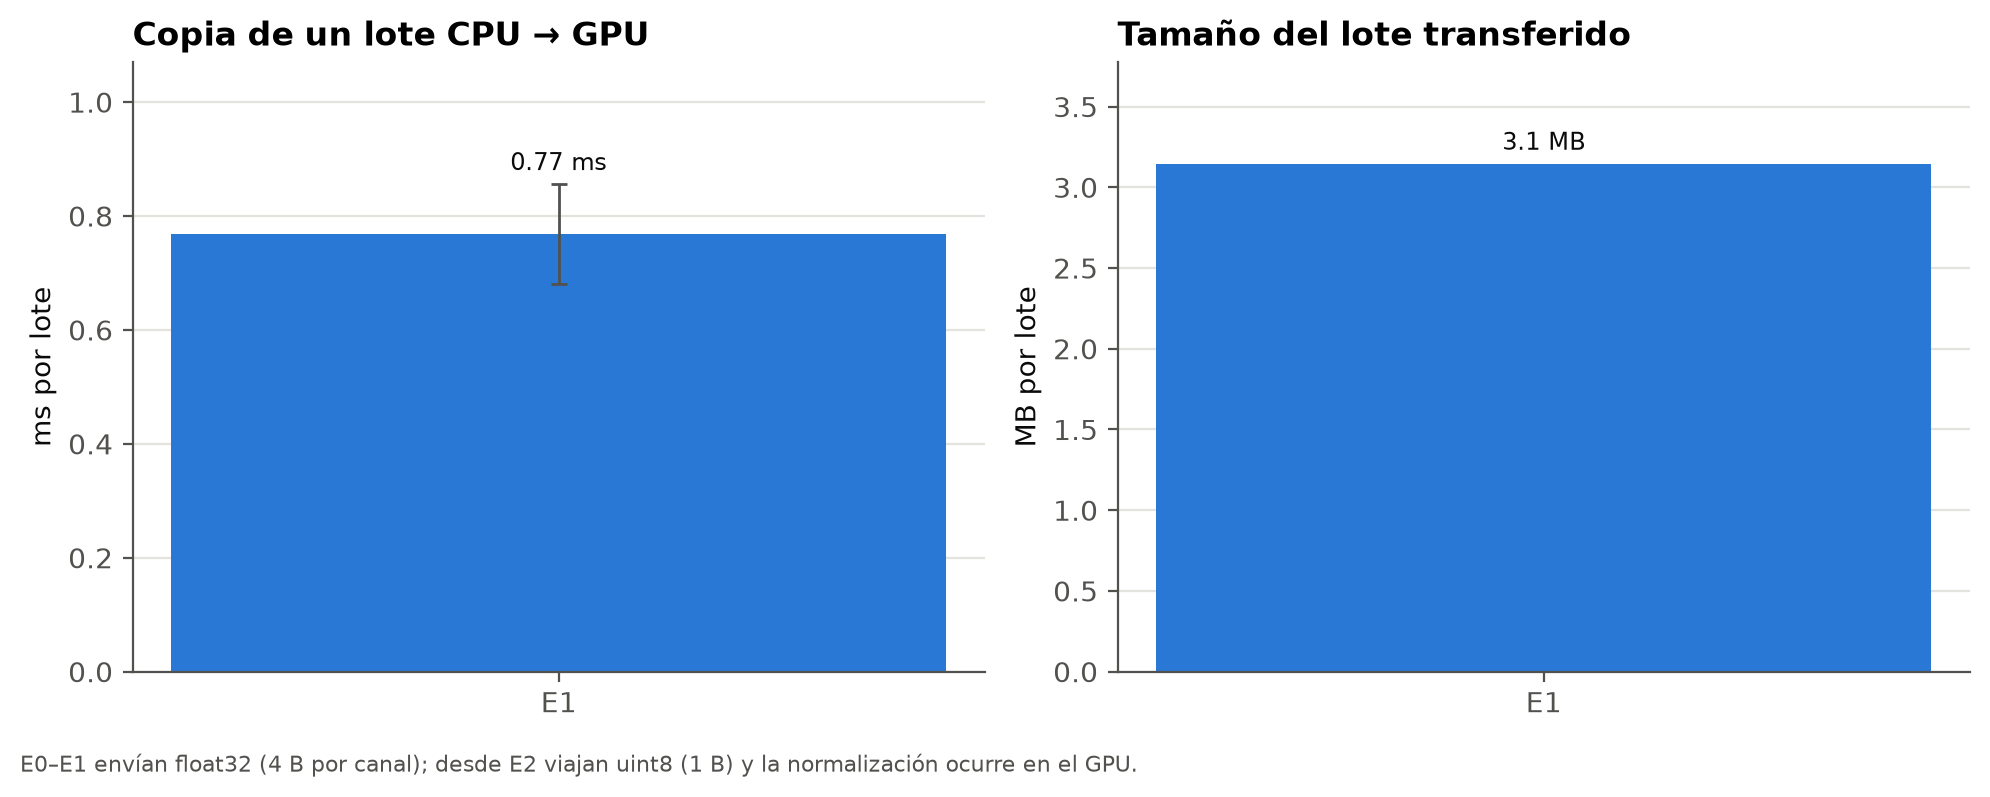 Copia de un lote CPU → GPU
ms por lote
1.0
0.8
0.6
0.4
0.2
0.0
0.77 ms
E1
Tamaño del lote transferido
MB por lote
3.5
3.0
2.5
2.0
1.5
1.0
0.5
0.0
3.1 MB
E1
E0–E1 envían float32 (4 B por canal); desde E2 viajan uint8 (1 B) y la normalización ocurre en el GPU.